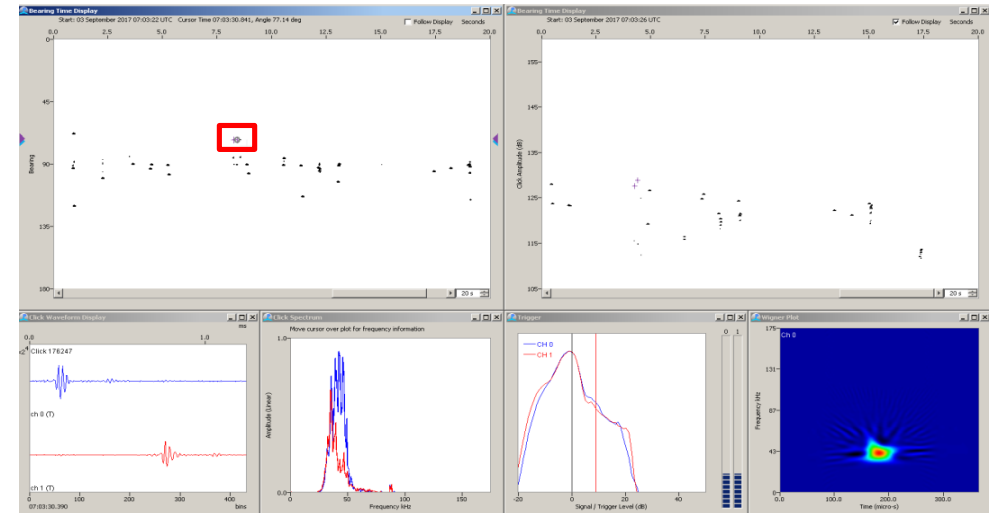 Bearing Time Display
Start: 03 September 2017 07:03:22 UTC Cursor Time 07:03:30.841, Angle 77.14 deg
Follow Display Seconds
0.0 2.5 5.0 7.5 10.0 12.5 15.0 17.5 20.0
0
45
90
135
180
Bearing
20 s
Bearing Time Display
Start: 03 September 2017 07:03:26 UTC
Follow Display Seconds
0.0 2.5 5.0 7.5 10.0 12.5 15.0 17.5 20.0
155
145
135
125
115
105
Click Amplitude (dB)
20 s
Click Waveform Display
ms
0.0 1.0
Click 176247
ch 0 (T)
ch 1 (T)
0 100 200 300 400
07:03:30.390 bins
Click Spectrum
Move cursor over plot for frequency information
1.0
0.0
Amplitude (Linear)
0 50 100 150
Frequency kHz
Trigger
0 1
CH 0
CH 1
-20 0 20 40
Signal / Trigger Level (dB)
Wigner Plot
Ch 0
175
131
87
43
0
Frequency kHz
0.0 100.0 200.0 300.0
Time (micro-s)